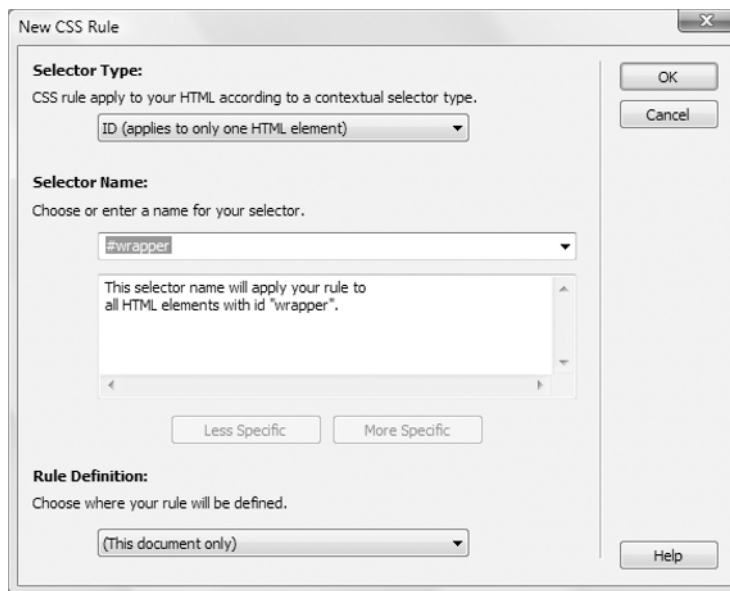 New CSS Rule
X
Selector Type:
CSS rule apply to your HTML according to a contextual selector type.
ID (applies to only one HTML element)
OK
Cancel
Selector Name:
Choose or enter a name for your selector.
#wrapper
This selector name will apply your rule to
all HTML elements with id "wrapper".
Less Specific
More Specific
Rule Definition:
Choose where your rule will be defined.
(This document only)
Help